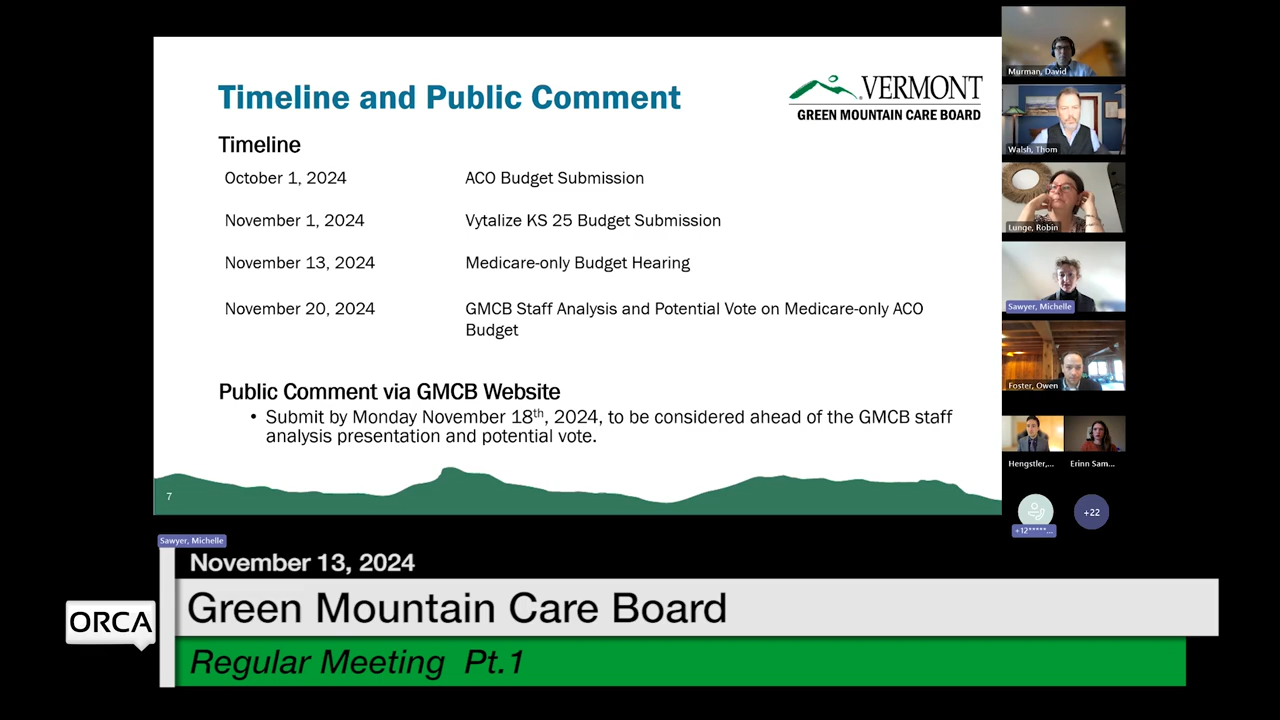 Timeline and Public Comment
VERMONT
GREEN MOUNTAIN CARE BOARD
Timeline
October 1, 2024 ACO Budget Submission
November 1, 2024 Vytalize KS 25 Budget Submission
November 13, 2024 Medicare-only Budget Hearing
November 20, 2024 GMCB Staff Analysis and Potential Vote on Medicare-only ACO
Budget
Public Comment via GMCB Website
• Submit by Monday November 18th, 2024, to be considered ahead of the GMCB staff
analysis presentation and potential vote.
7
Murman, David
Walsh, Thom
Lunge, Robin
Sawyer, Michelle
Foster, Owen
Hengstler,... Erinn Sam...
+22
+12*****...
Sawyer, Michelle
November 13, 2024
ORCA
Green Mountain Care Board
Regular Meeting Pt.1